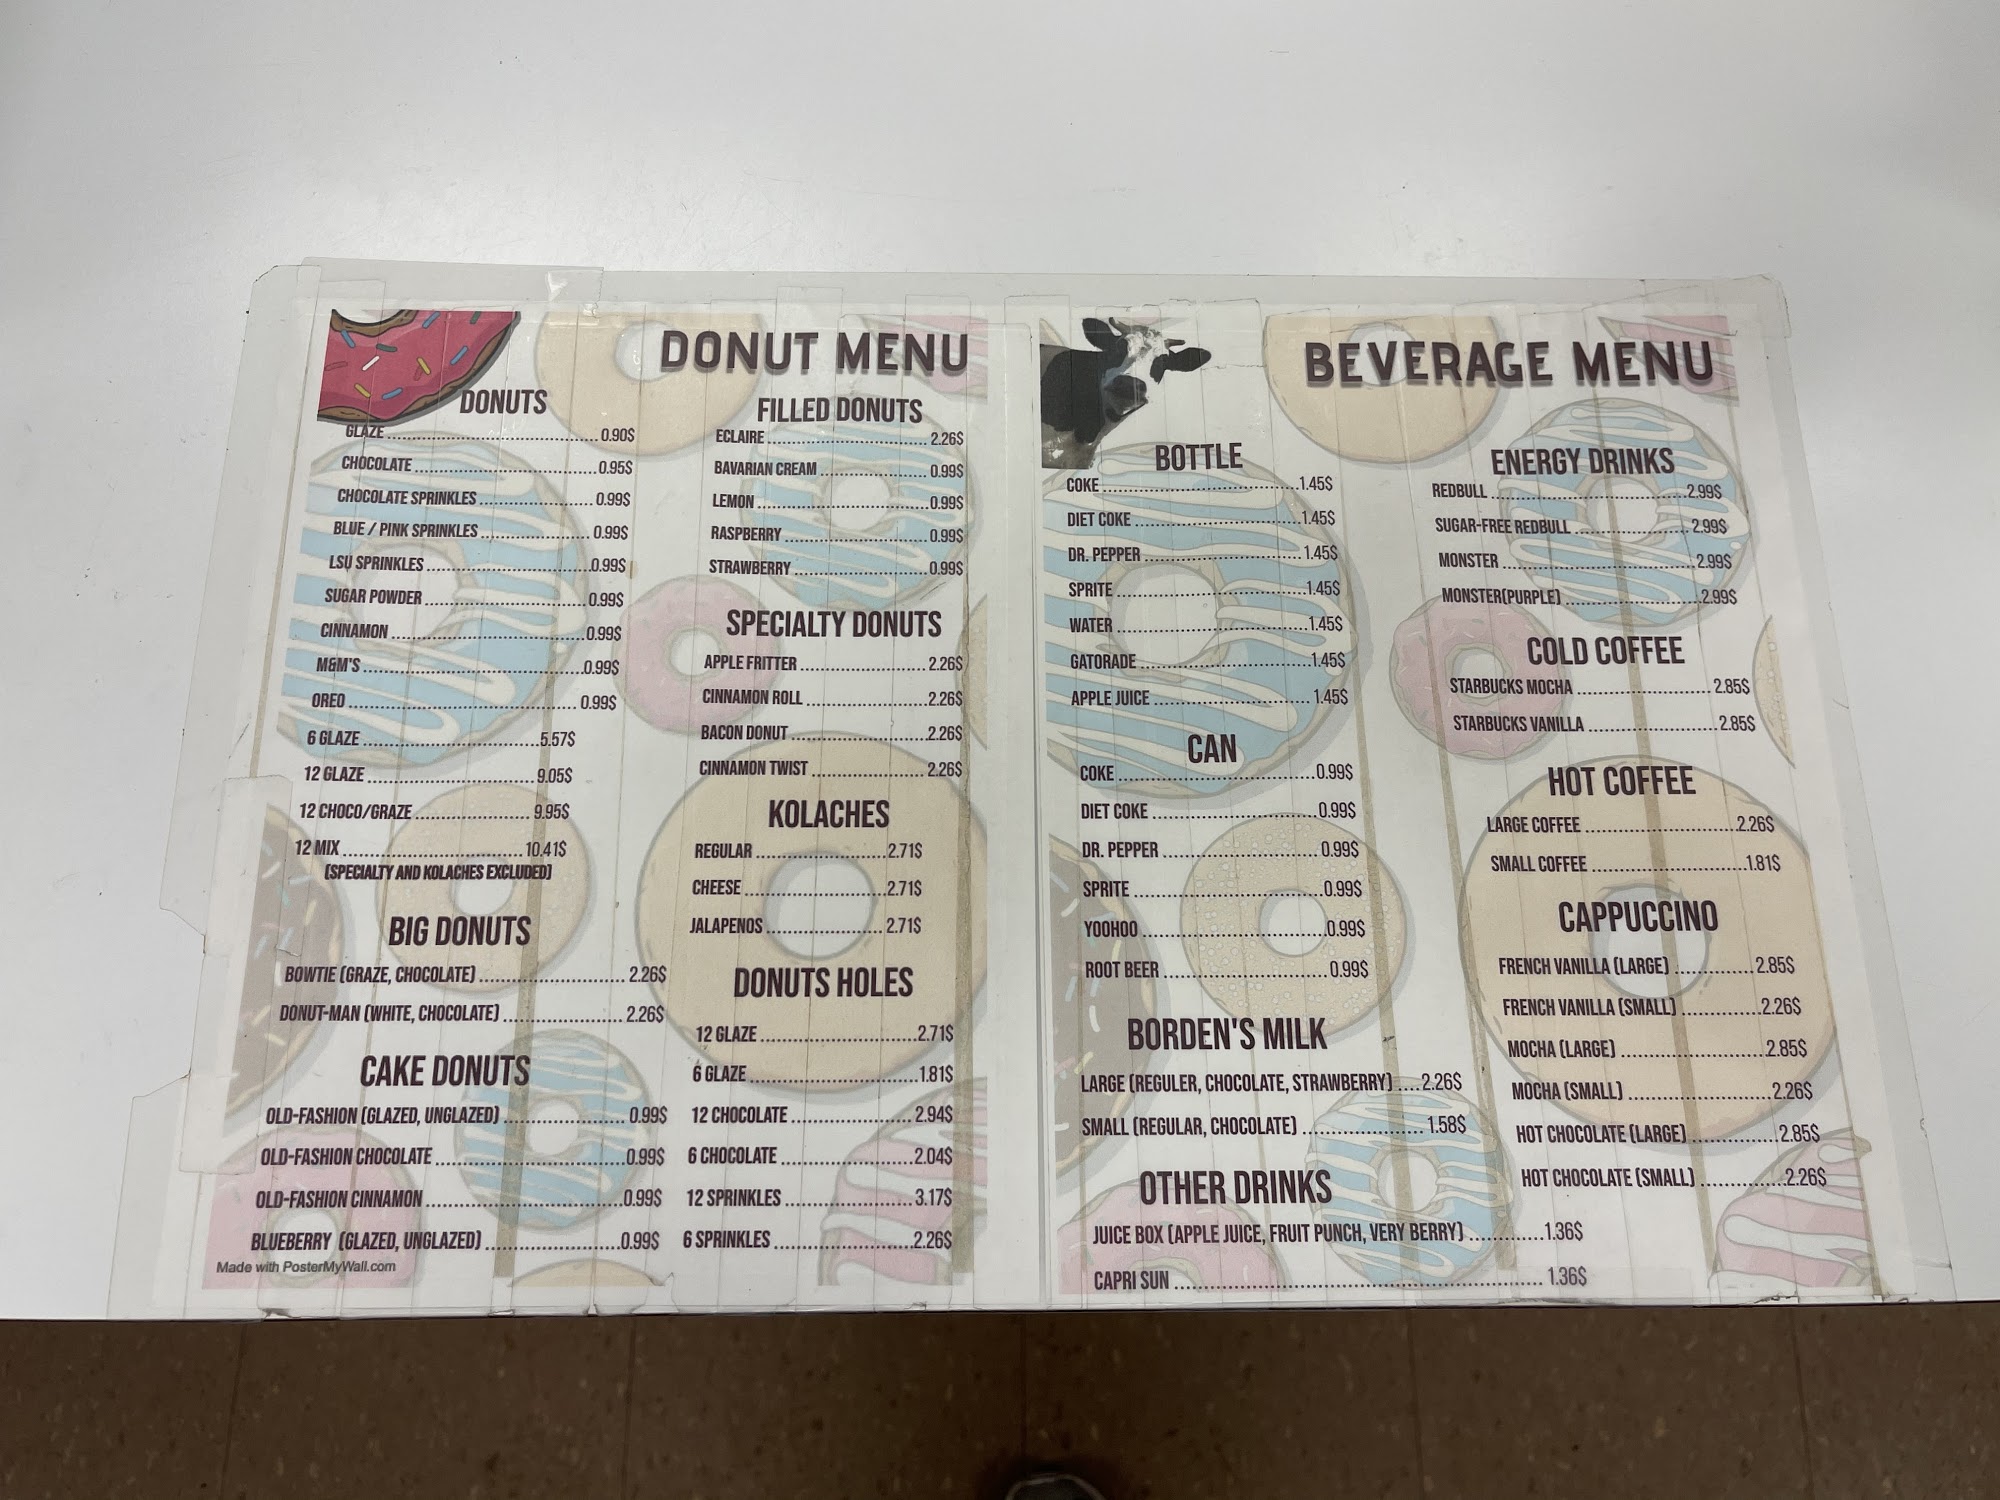 DONUT MENU
DONUTS
GLAZE ........ 0.90$
CHOCOLATE ........ 0.95$
CHOCOLATE SPRINKLES ........ 0.99$
BLUE / PINK SPRINKLES ........ 0.99$
LSU SPRINKLES ........ 0.99$
SUGAR POWDER ........ 0.99$
CINNAMON ........ 0.99$
M&M'S ........ 0.99$
OREO ........ 0.99$
6 GLAZE ........ 5.57$
12 GLAZE ........ 9.05$
12 CHOCO/GRAZE ........ 9.95$
12 MIX ........ 10.41$
(SPECIALTY AND KOLACHES EXCLUDED)
BIG DONUTS
BOWTIE (GRAZE, CHOCOLATE) ........ 2.26$
DONUT-MAN (WHITE, CHOCOLATE) ........ 2.26$
CAKE DONUTS
OLD-FASHION (GLAZED, UNGLAZED) ........ 0.99$
OLD-FASHION CHOCOLATE ........ 0.99$
OLD-FASHION CINNAMON ........ 0.99$
BLUEBERRY (GLAZED, UNGLAZED) ........ 0.99$
Made with PosterMyWall.com
FILLED DONUTS
ECLAIRE ........ 2.26$
BAVARIAN CREAM ........ 0.99$
LEMON ........ 0.99$
RASPBERRY ........ 0.99$
STRAWBERRY ........ 0.99$
SPECIALTY DONUTS
APPLE FRITTER ........ 2.26$
CINNAMON ROLL ........ 2.26$
BACON DONUT ........ 2.26$
CINNAMON TWIST ........ 2.26$
KOLACHES
REGULAR ........ 2.71$
CHEESE ........ 2.71$
JALAPENOS ........ 2.71$
DONUTS HOLES
12 GLAZE ........ 2.71$
6 GLAZE ........ 1.81$
12 CHOCOLATE ........ 2.94$
6 CHOCOLATE ........ 2.04$
12 SPRINKLES ........ 3.17$
6 SPRINKLES ........ 2.26$
BEVERAGE MENU
BOTTLE
COKE ........ 1.45$
DIET COKE ........ 1.45$
DR. PEPPER ........ 1.45$
SPRITE ........ 1.45$
WATER ........ 1.45$
GATORADE ........ 1.45$
APPLE JUICE ........ 1.45$
CAN
COKE ........ 0.99$
DIET COKE ........ 0.99$
DR. PEPPER ........ 0.99$
SPRITE ........ 0.99$
YOOHOO ........ 0.99$
ROOT BEER ........ 0.99$
BORDEN'S MILK
LARGE (REGULER, CHOCOLATE, STRAWBERRY) .... 2.26$
SMALL (REGULAR, CHOCOLATE) ........ 1.58$
OTHER DRINKS
JUICE BOX (APPLE JUICE, FRUIT PUNCH, VERY BERRY) ........ 1.36$
CAPRI SUN ........ 1.36$
ENERGY DRINKS
REDBULL ........ 2.99$
SUGAR-FREE REDBULL ........ 2.99$
MONSTER ........ 2.99$
MONSTER(PURPLE) ........ 2.99$
COLD COFFEE
STARBUCKS MOCHA ........ 2.85$
STARBUCKS VANILLA ........ 2.85$
HOT COFFEE
LARGE COFFEE ........ 2.26$
SMALL COFFEE ........ 1.81$
CAPPUCCINO
FRENCH VANILLA (LARGE) ........ 2.85$
FRENCH VANILLA (SMALL) ........ 2.26$
MOCHA (LARGE) ........ 2.85$
MOCHA (SMALL) ........ 2.26$
HOT CHOCOLATE (LARGE) ........ 2.85$
HOT CHOCOLATE (SMALL) ........ 2.26$